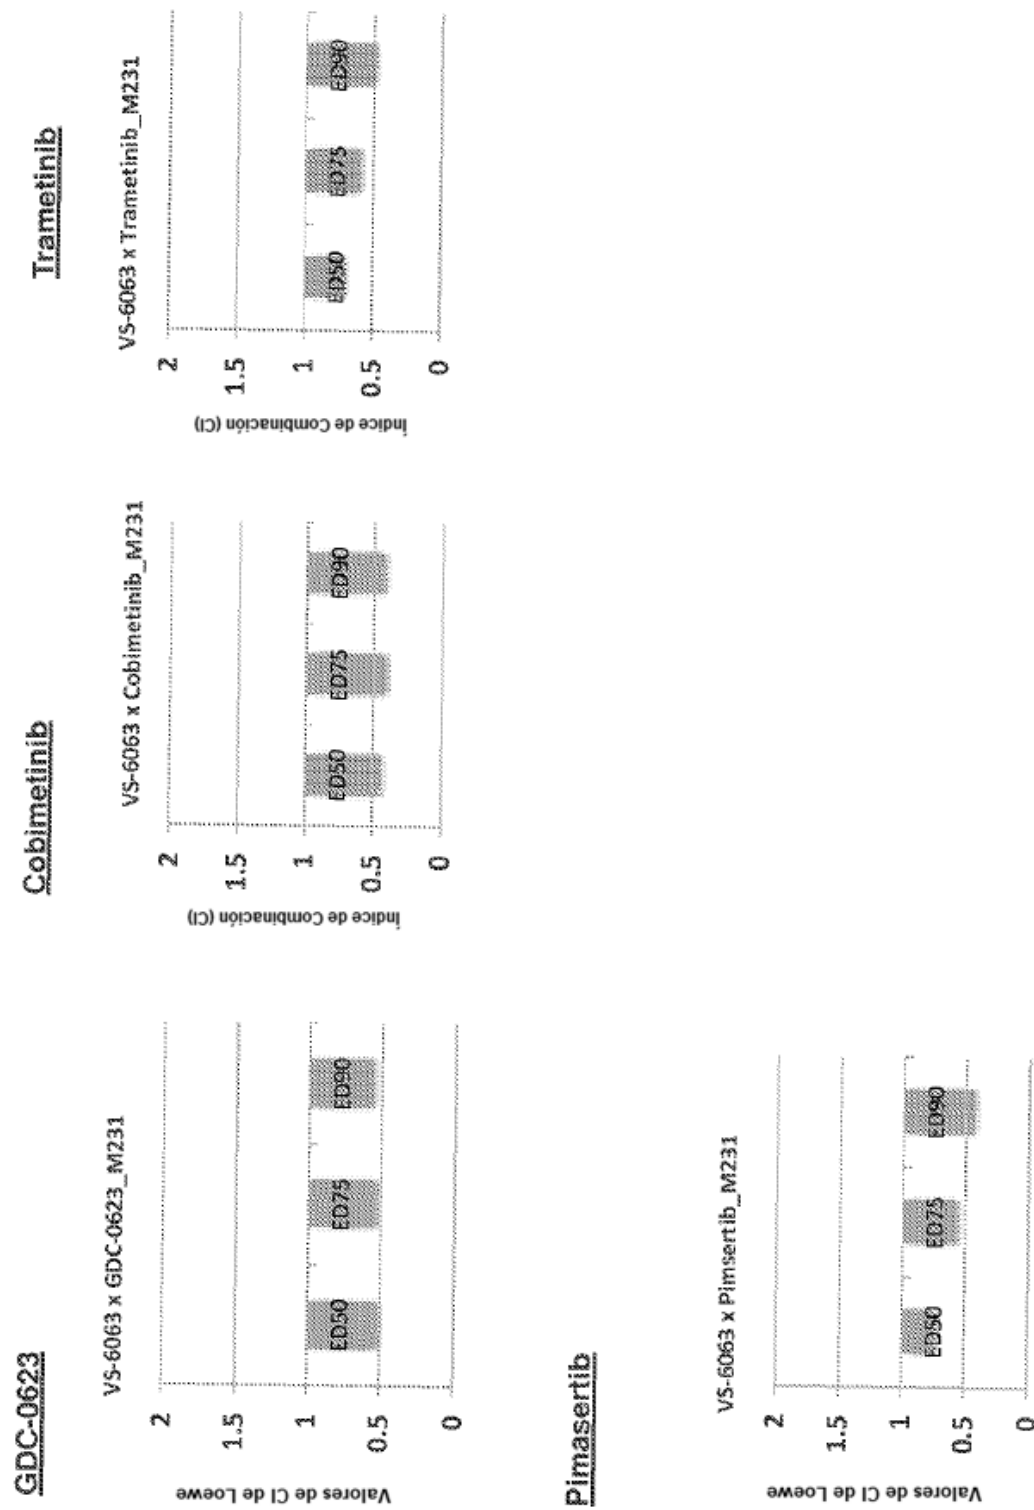 GDC-0623
VS-6063 x GDC-0623_M231
Valores de CI de Loewe
2
1.5
1
0.5
0
ED50
ED75
ED90
Cobimetinib
VS-6063 x Cobimetinib_M231
Índice de Combinación (CI)
2
1.5
1
0.5
0
ED50
ED75
ED90
Trametinib
VS-6063 x Trametinib_M231
Índice de Combinación (CI)
2
1.5
1
0.5
0
ED50
ED75
ED90
Pimasertib
VS-6063 x Pimsertib_M231
Valores de CI de Loewe
2
1.5
1
0.5
0
ED50
ED75
ED90